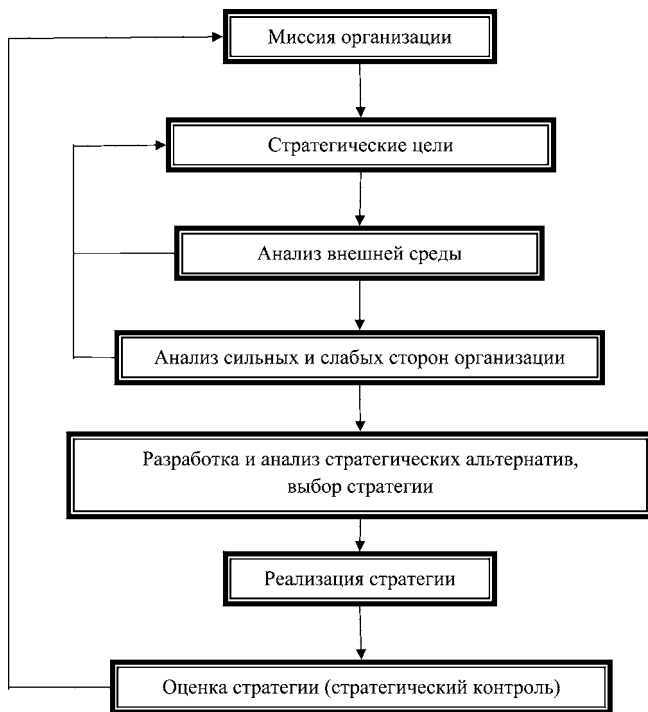 Миссия организации
Стратегические цели
Анализ внешней среды
Анализ сильных и слабых сторон организации
Разработка и анализ стратегических альтернатив,
выбор стратегии
Реализация стратегии
Оценка стратегии (стратегический контроль)